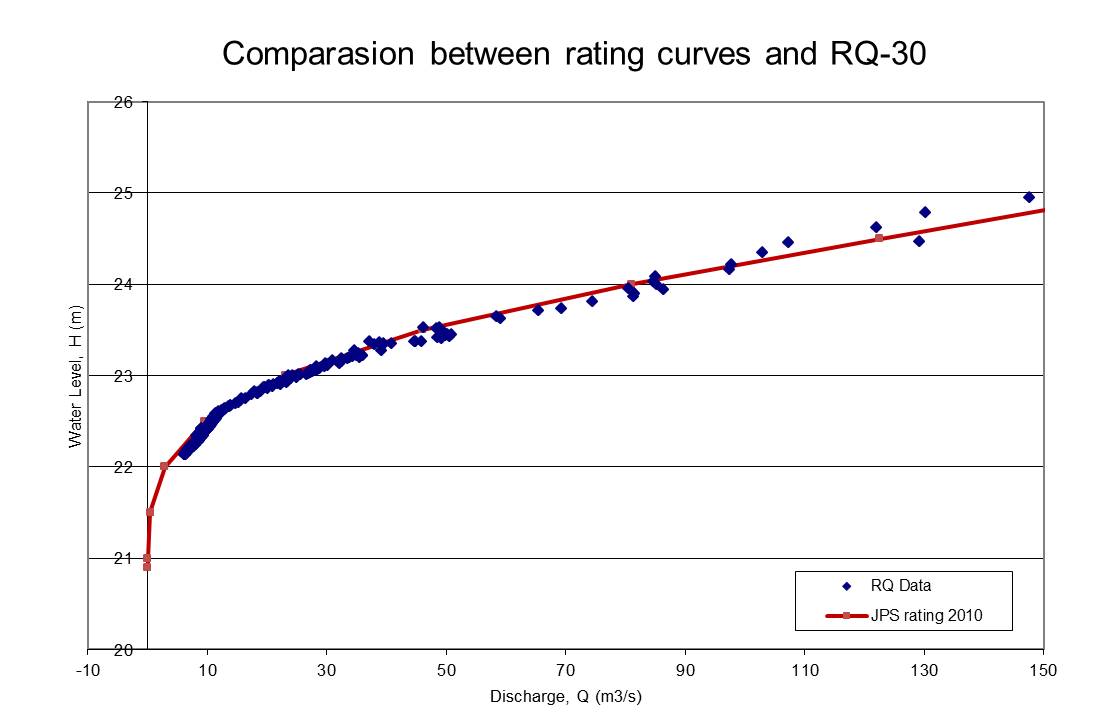 Comparasion between rating curves and RQ-30
26
25
24
23
22
21
20
Water Level, H (m)
-10 10 30 50 70 90 110 130 150
Discharge, Q (m3/s)
RQ Data
JPS rating 2010